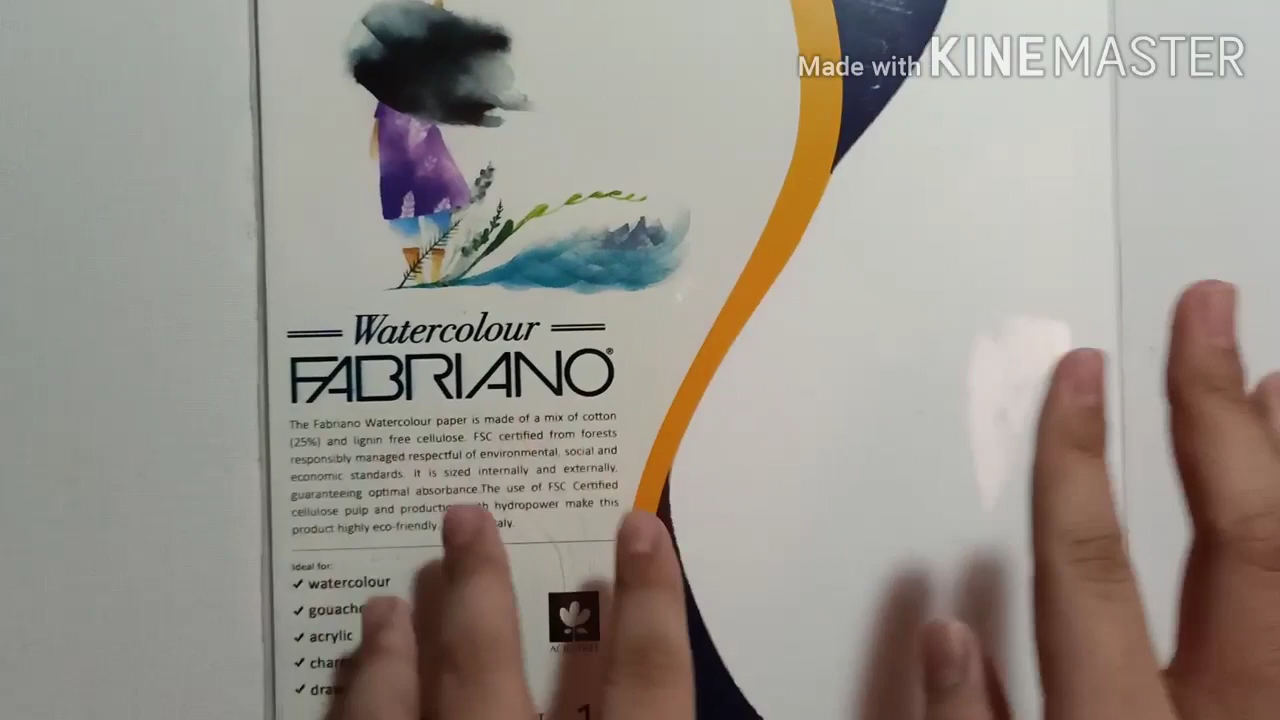 Made with KINEMASTER
Watercolour
FABRIANO®
The Fabriano Watercolour paper is made of a mix of cotton
(25%) and lignin free cellulose. FSC certified from forests
responsibly managed respectful of environmental, social and
economic standards. It is sized internally and externally,
guaranteeing optimal absorbance.The use of FSC Certified
cellulose pulp and hydropower make this
product highly eco-friendly.
Ideal for:
✓ watercolour
✓ gouache
✓ acrylic
✓
✓
1